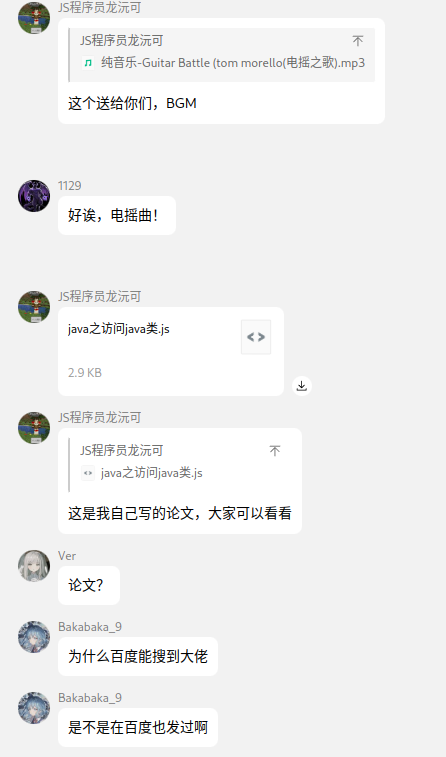 JS程序员龙沅可
JS程序员龙沅可
纯音乐-Guitar Battle (tom morello(电摇之歌).mp3
这个送给你们，BGM
1129
好诶，电摇曲！
JS程序员龙沅可
java之访问java类.js
2.9 KB
JS程序员龙沅可
JS程序员龙沅可
java之访问java类.js
这是我自己写的论文，大家可以看看
Ver
论文？
Bakabaka_9
为什么百度能搜到大佬
Bakabaka_9
是不是在百度也发过啊